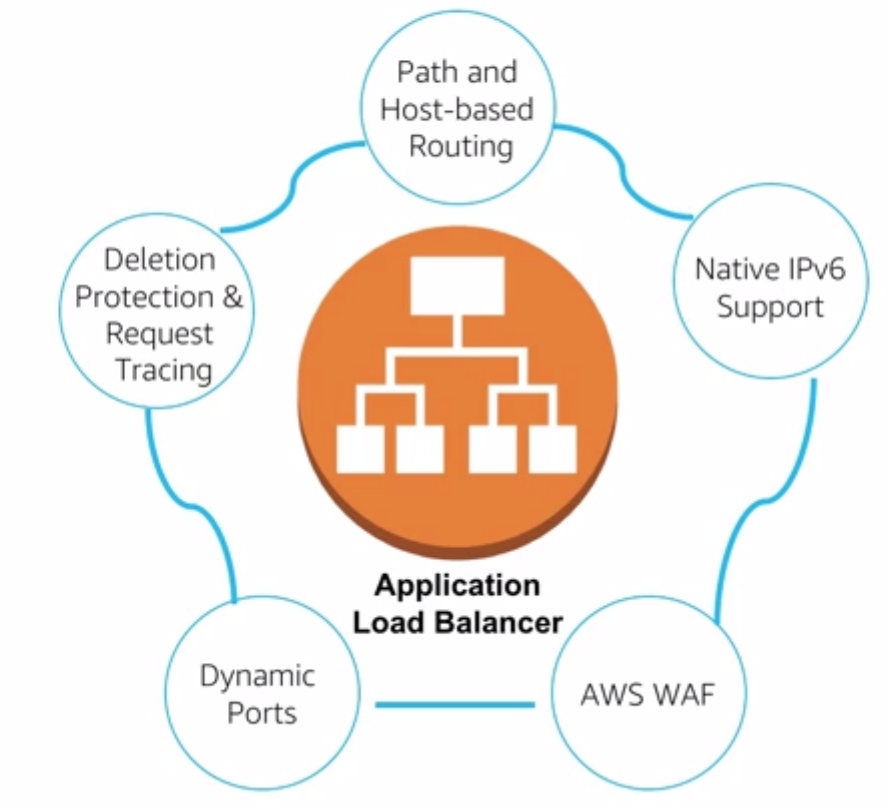 Path and
Host-based
Routing
Native IPv6
Support
AWS WAF
Dynamic
Ports
Deletion
Protection &
Request
Tracing
Application
Load Balancer